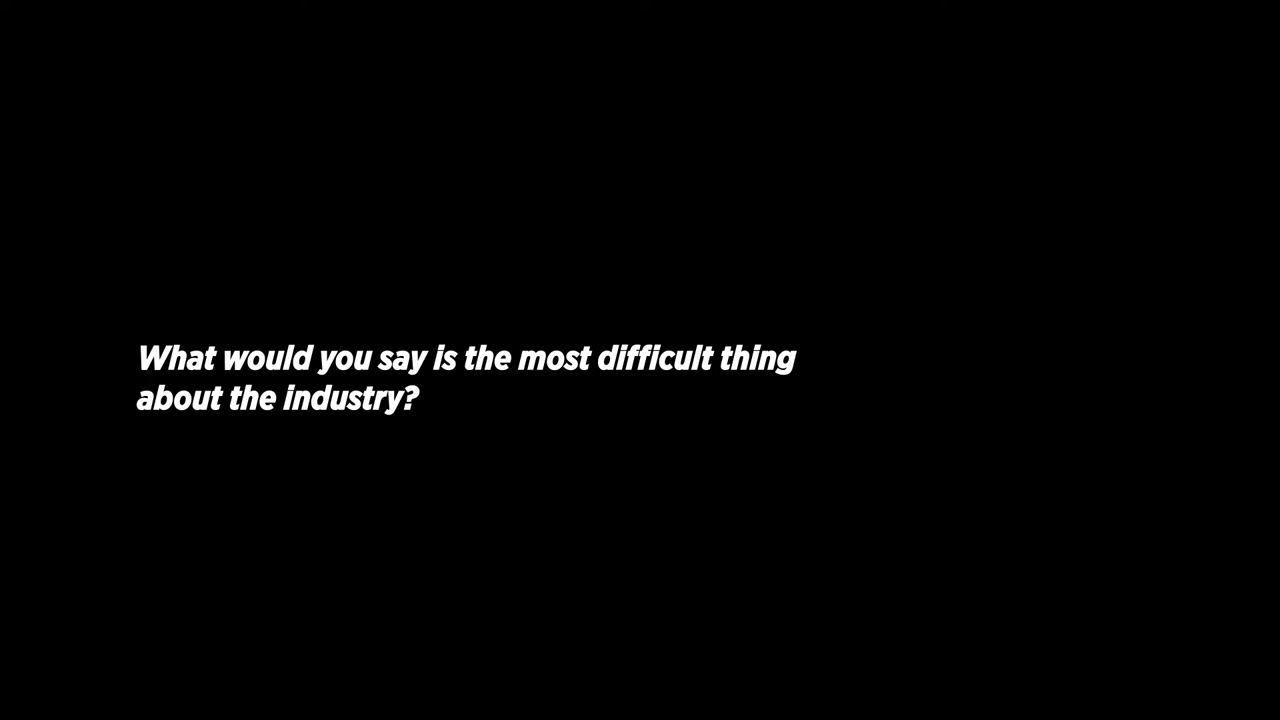 What would you say is the most difficult thing
about the industry?